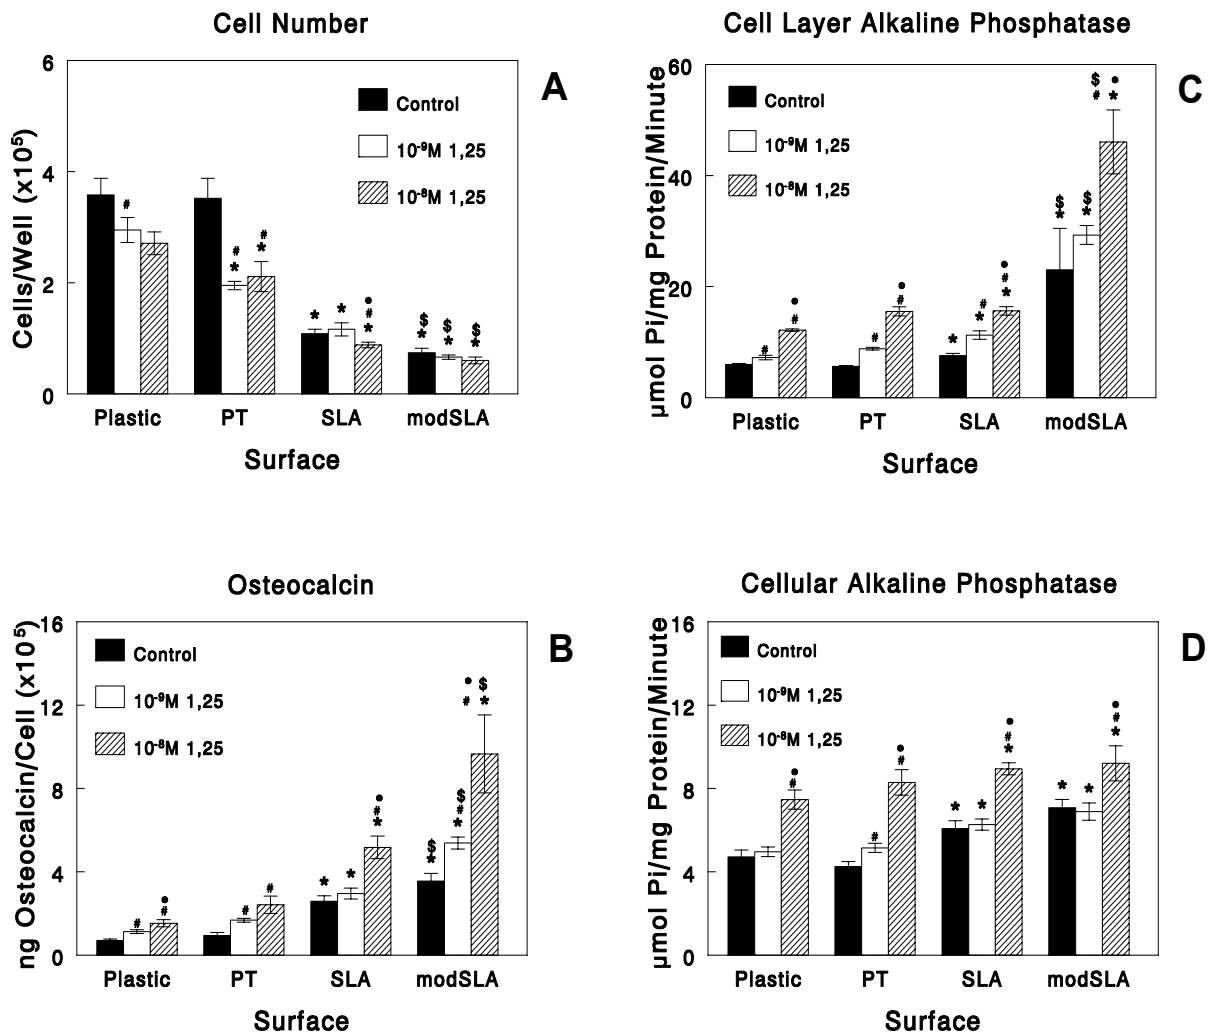 Cell Number
A
Cells/Well (x10⁵)
6
4
2
0
Control
10⁻⁹M 1,25
10⁻⁸M 1,25
#
# *
# *
*
*
• # *
$ *
$ *
$ *
Plastic PT SLA modSLA
Surface
Cell Layer Alkaline Phosphatase
C
µmol Pi/mg Protein/Minute
60
40
20
0
Control
10⁻⁹M 1,25
10⁻⁸M 1,25
#
• #
#
• #
*
# *
• # *
$ *
$ *
$ • # *
Plastic PT SLA modSLA
Surface
Osteocalcin
B
ng Osteocalcin/Cell (x10⁵)
16
12
8
4
0
Control
10⁻⁹M 1,25
10⁻⁸M 1,25
#
• #
#
#
*
*
• # *
$ *
$ # *
• $ # *
Plastic PT SLA modSLA
Surface
Cellular Alkaline Phosphatase
D
µmol Pi/mg Protein/Minute
16
12
8
4
0
Control
10⁻⁹M 1,25
10⁻⁸M 1,25
• #
#
• #
*
*
• # *
*
*
• # *
Plastic PT SLA modSLA
Surface